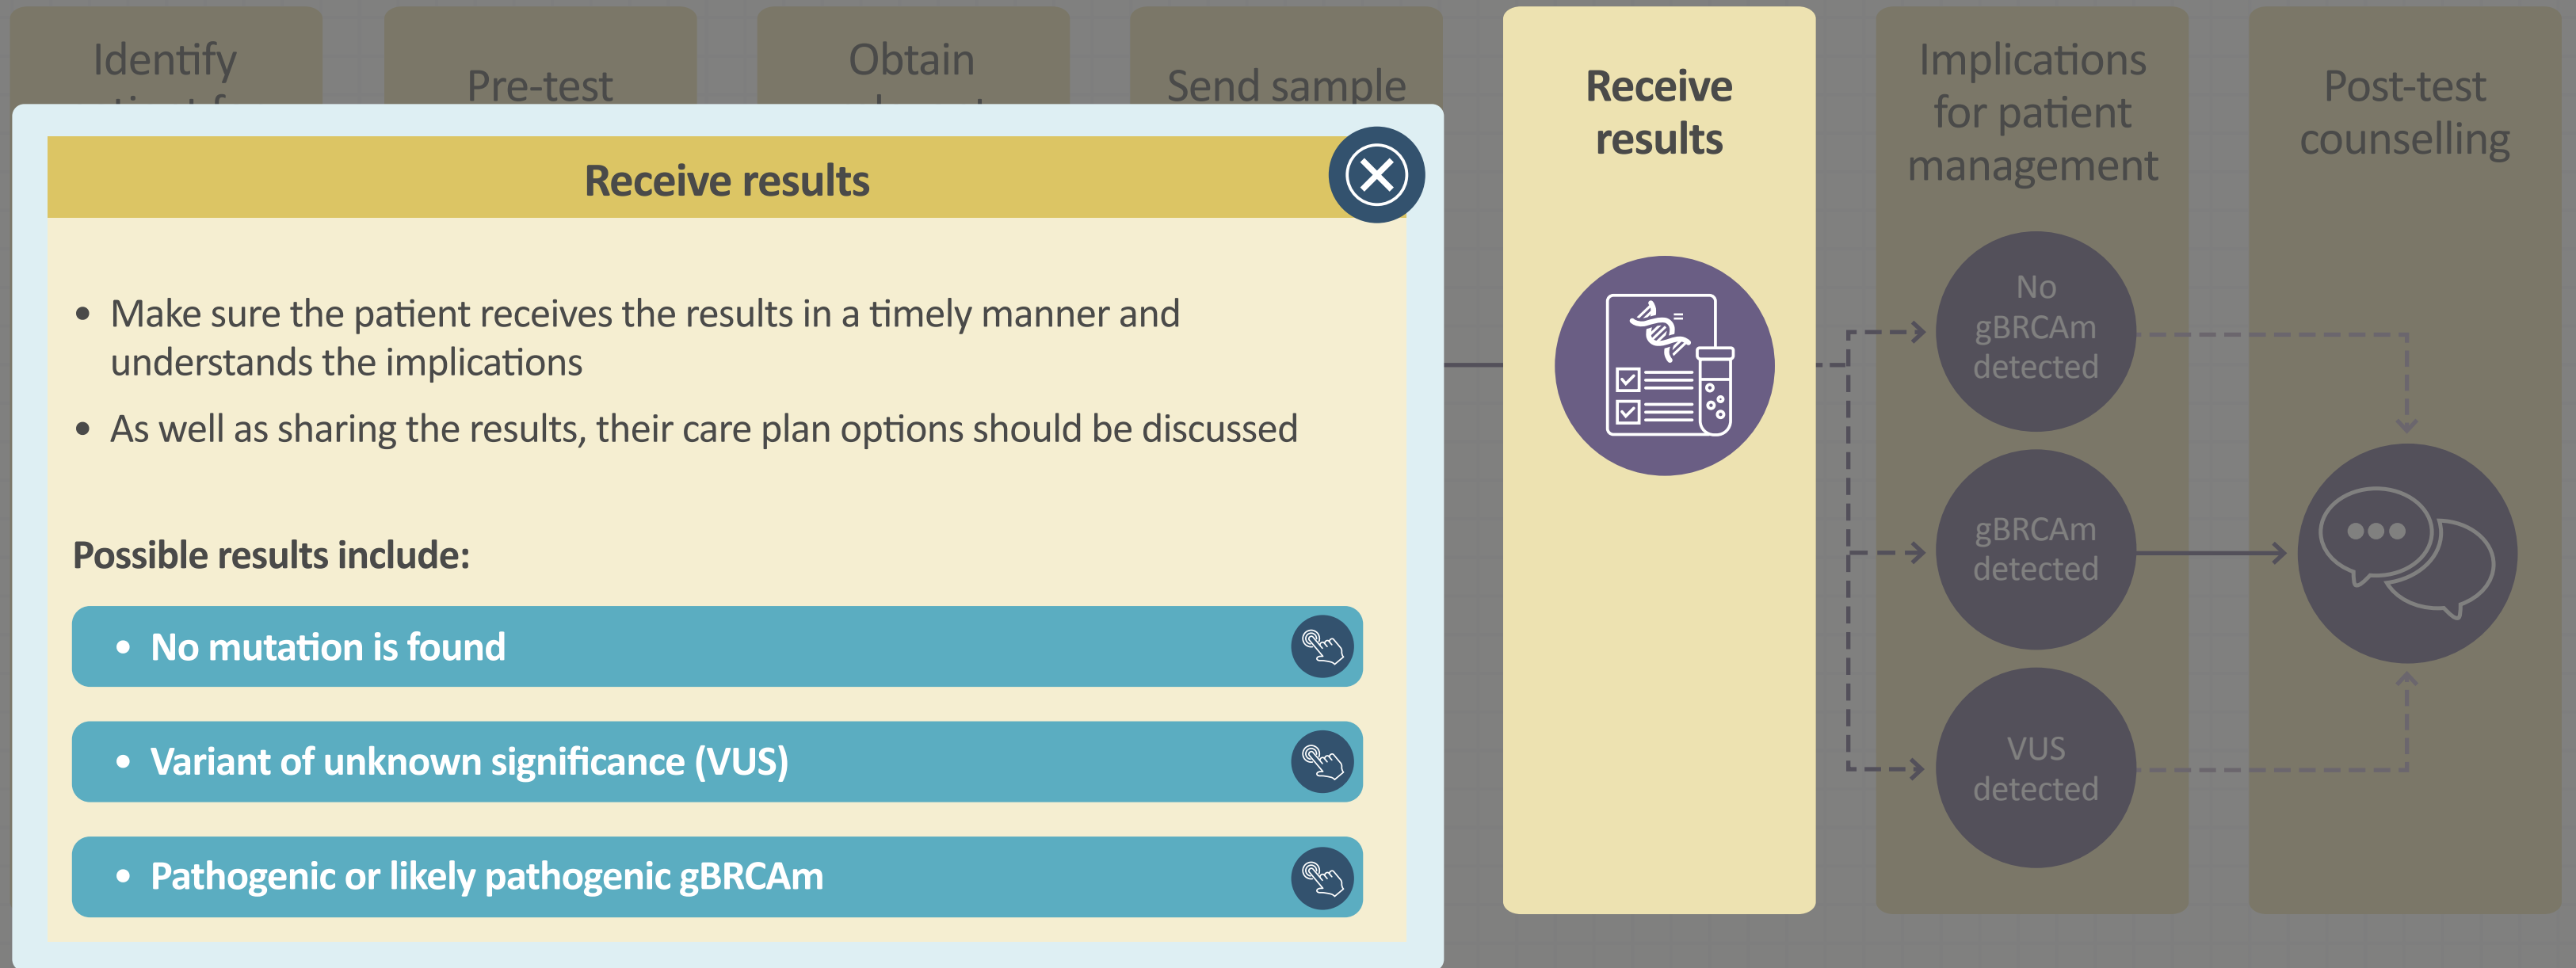 Identify
Pre-test
Obtain
Send sample
Receive
results
Implications
for patient
management
Post-test
counselling
Receive results
• Make sure the patient receives the results in a timely manner and
understands the implications
• As well as sharing the results, their care plan options should be discussed
Possible results include:
• No mutation is found
• Variant of unknown significance (VUS)
• Pathogenic or likely pathogenic gBRCAm
No
gBRCAm
detected
gBRCAm
detected
VUS
detected